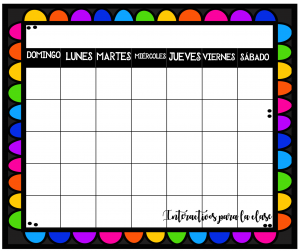 DOMINGO LUNES MARTES MIÉRCOLES JUEVES VIERNES SÁBADO
Interactivos para la clase